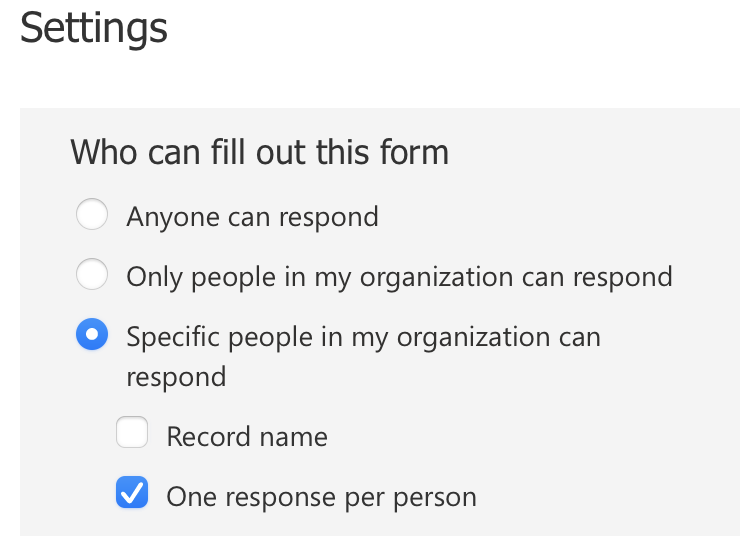 Settings
Who can fill out this form
Anyone can respond
Only people in my organization can respond
Specific people in my organization can
respond
Record name
One response per person